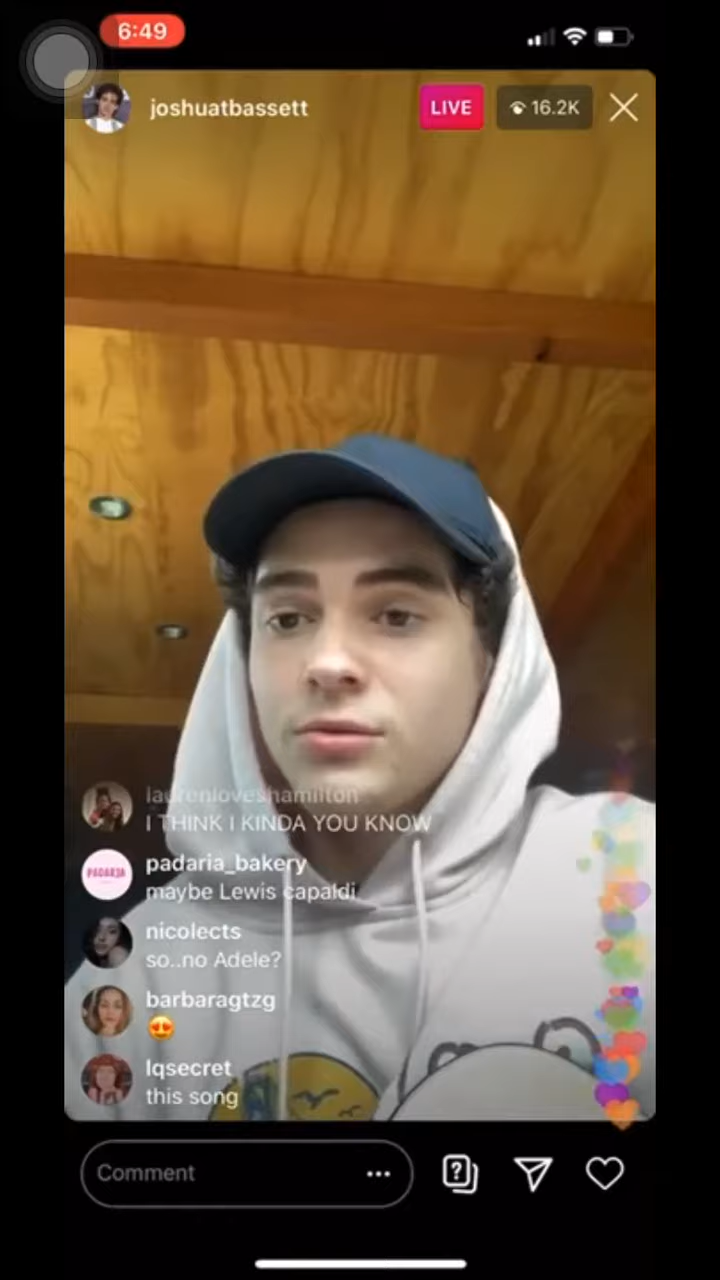 6:49
joshuatbassett
LIVE
16.2K
laurenloveshamilton
I THINK I KINDA YOU KNOW
PADARIA
padaria_bakery
maybe Lewis capaldi
nicolects
so..no Adele?
barbaragtzg
😍
lqsecret
this song
Comment